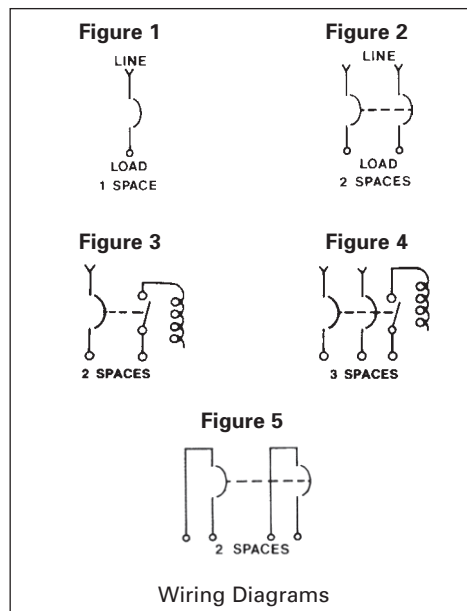 Figure 1
LINE
LOAD
1 SPACE
Figure 2
LINE
LOAD
2 SPACES
Figure 3
2 SPACES
Figure 4
3 SPACES
Figure 5
2 SPACES
Wiring Diagrams